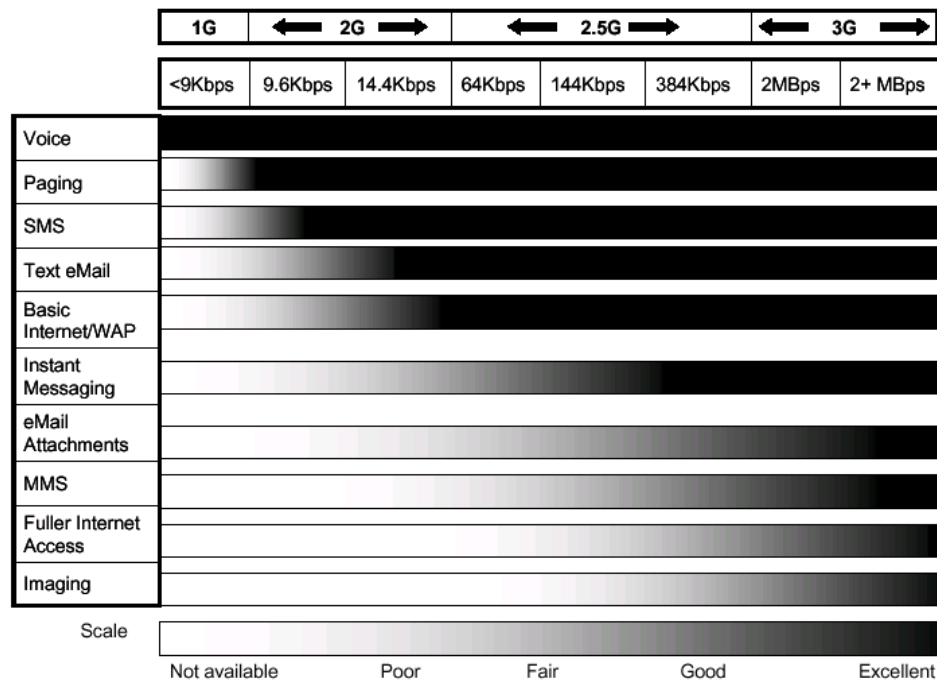 1G 2G 2.5G 3G
<9Kbps 9.6Kbps 14.4Kbps 64Kbps 144Kbps 384Kbps 2MBps 2+ MBps
Voice
Paging
SMS
Text eMail
Basic
Internet/WAP
Instant
Messaging
eMail
Attachments
MMS
Fuller Internet
Access
Imaging
Scale
Not available Poor Fair Good Excellent